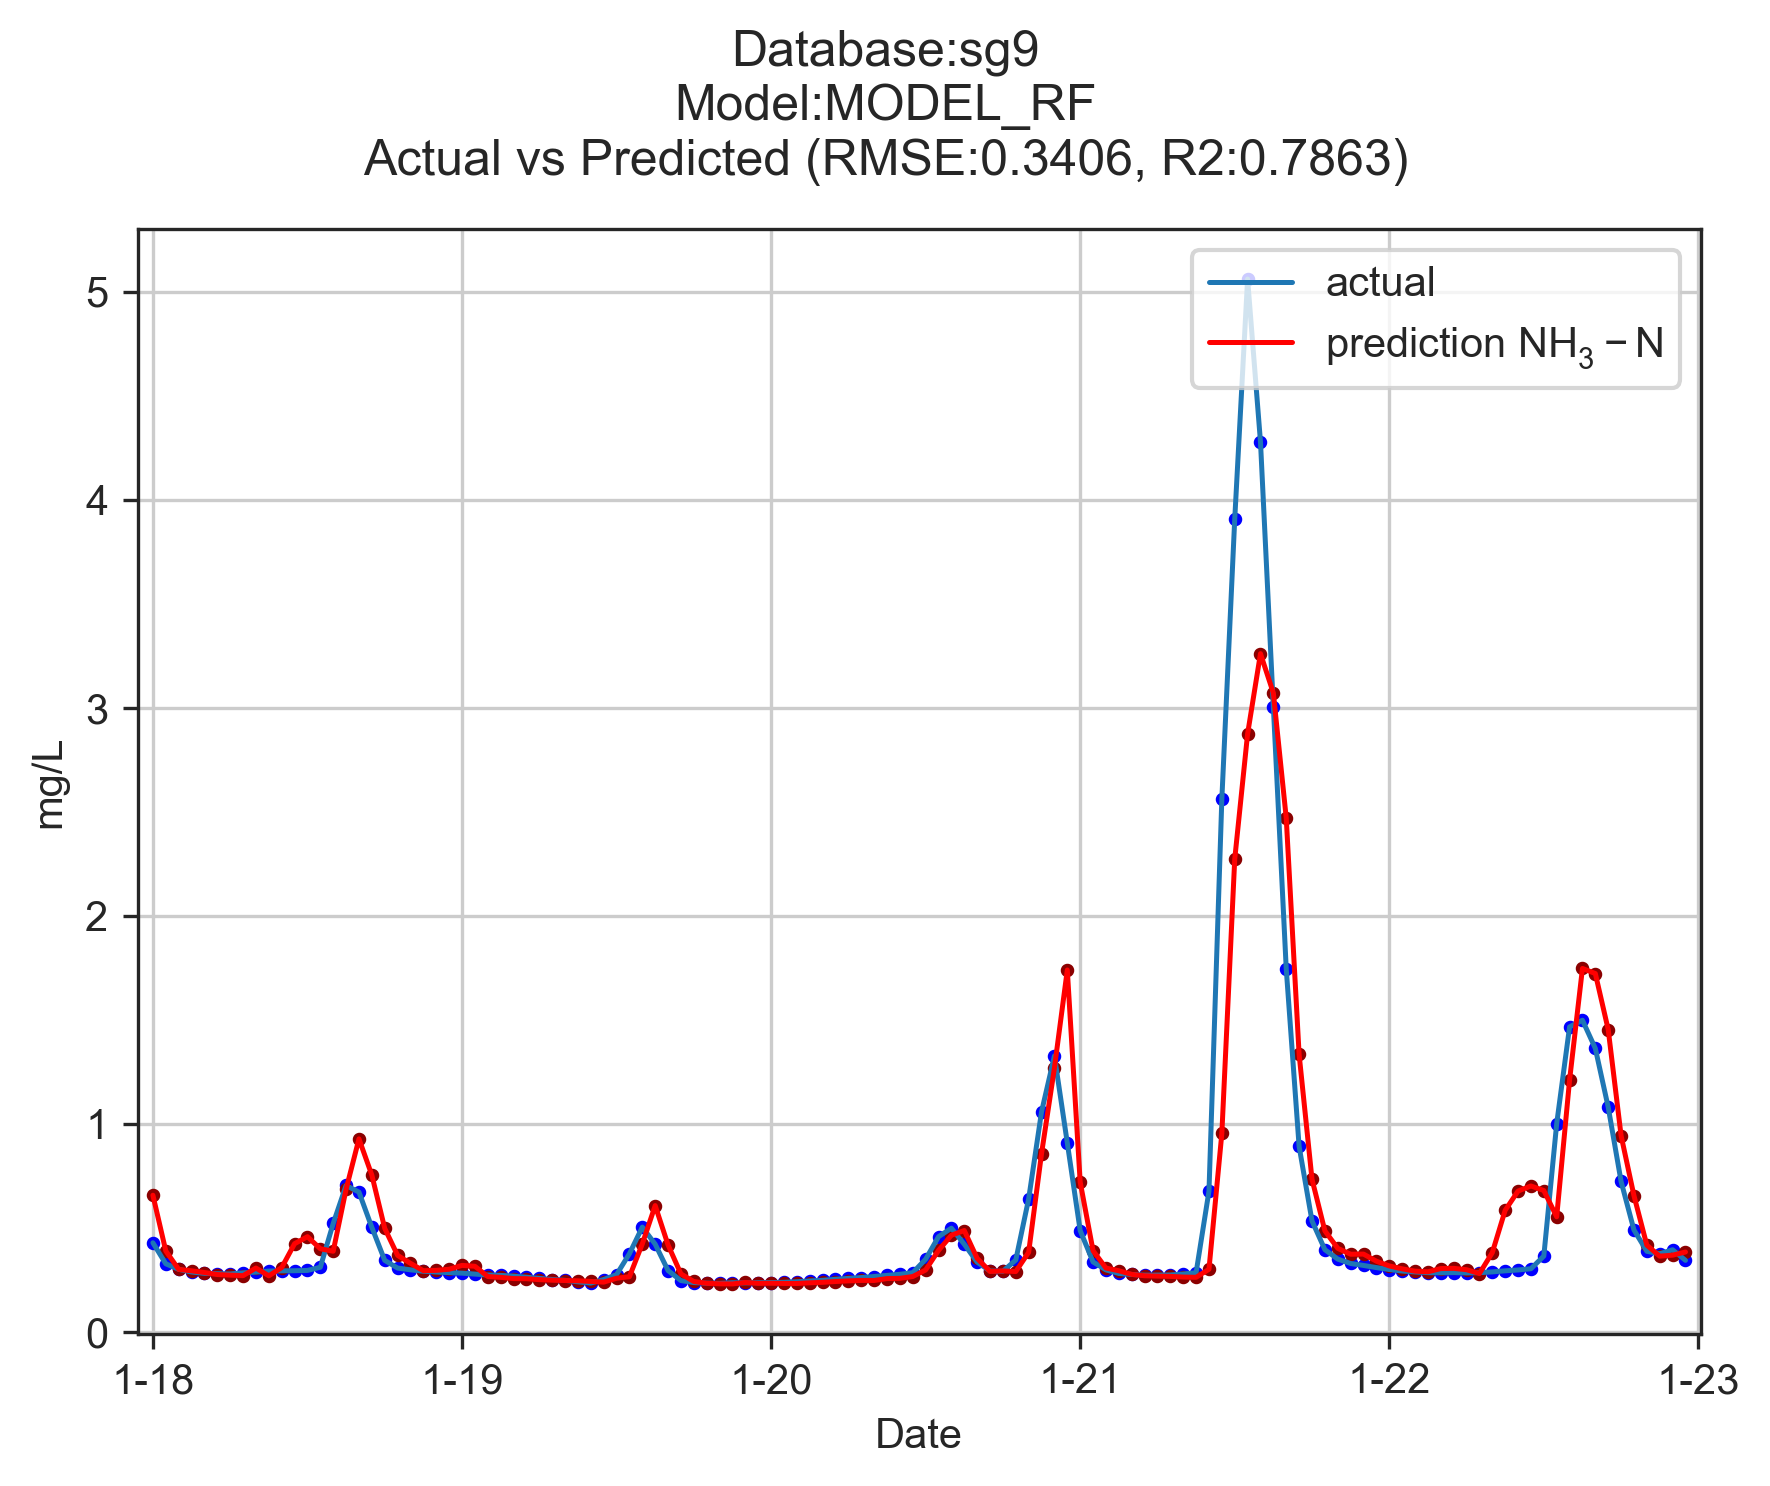 Database:sg9
Model:MODEL_RF
Actual vs Predicted (RMSE:0.3406, R2:0.7863)
actual
prediction NH₃ − N
5
4
3
2
1
0
mg/L
1-18 1-19 1-20 1-21 1-22 1-23
Date